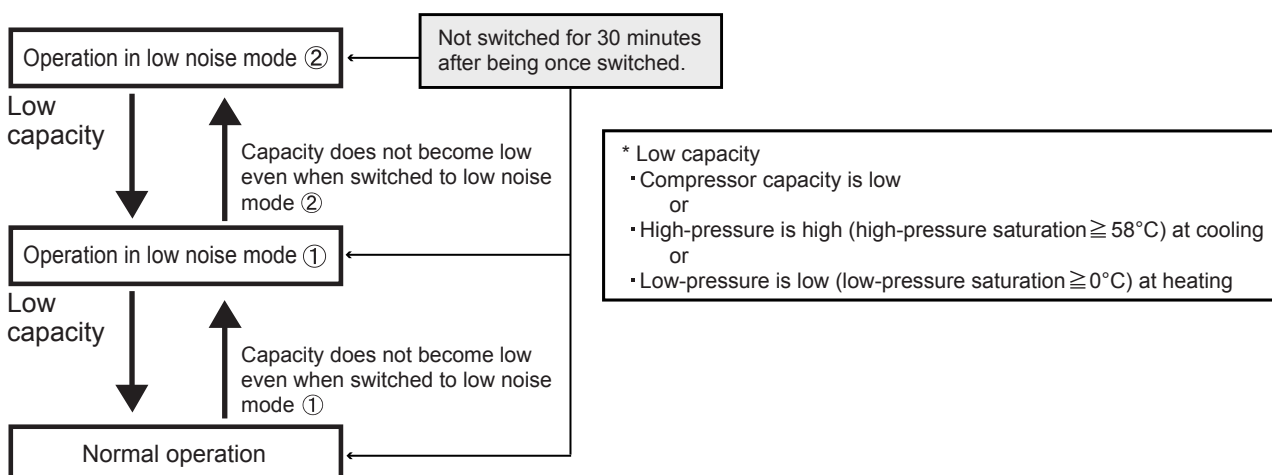 Operation in low noise mode ②
Not switched for 30 minutes
after being once switched.
Low
capacity
Capacity does not become low
even when switched to low noise
mode ②
* Low capacity
・Compressor capacity is low
or
・High-pressure is high (high-pressure saturation≧58°C) at cooling
or
・Low-pressure is low (low-pressure saturation≧0°C) at heating
Operation in low noise mode ①
Low
capacity
Capacity does not become low
even when switched to low noise
mode ①
Normal operation